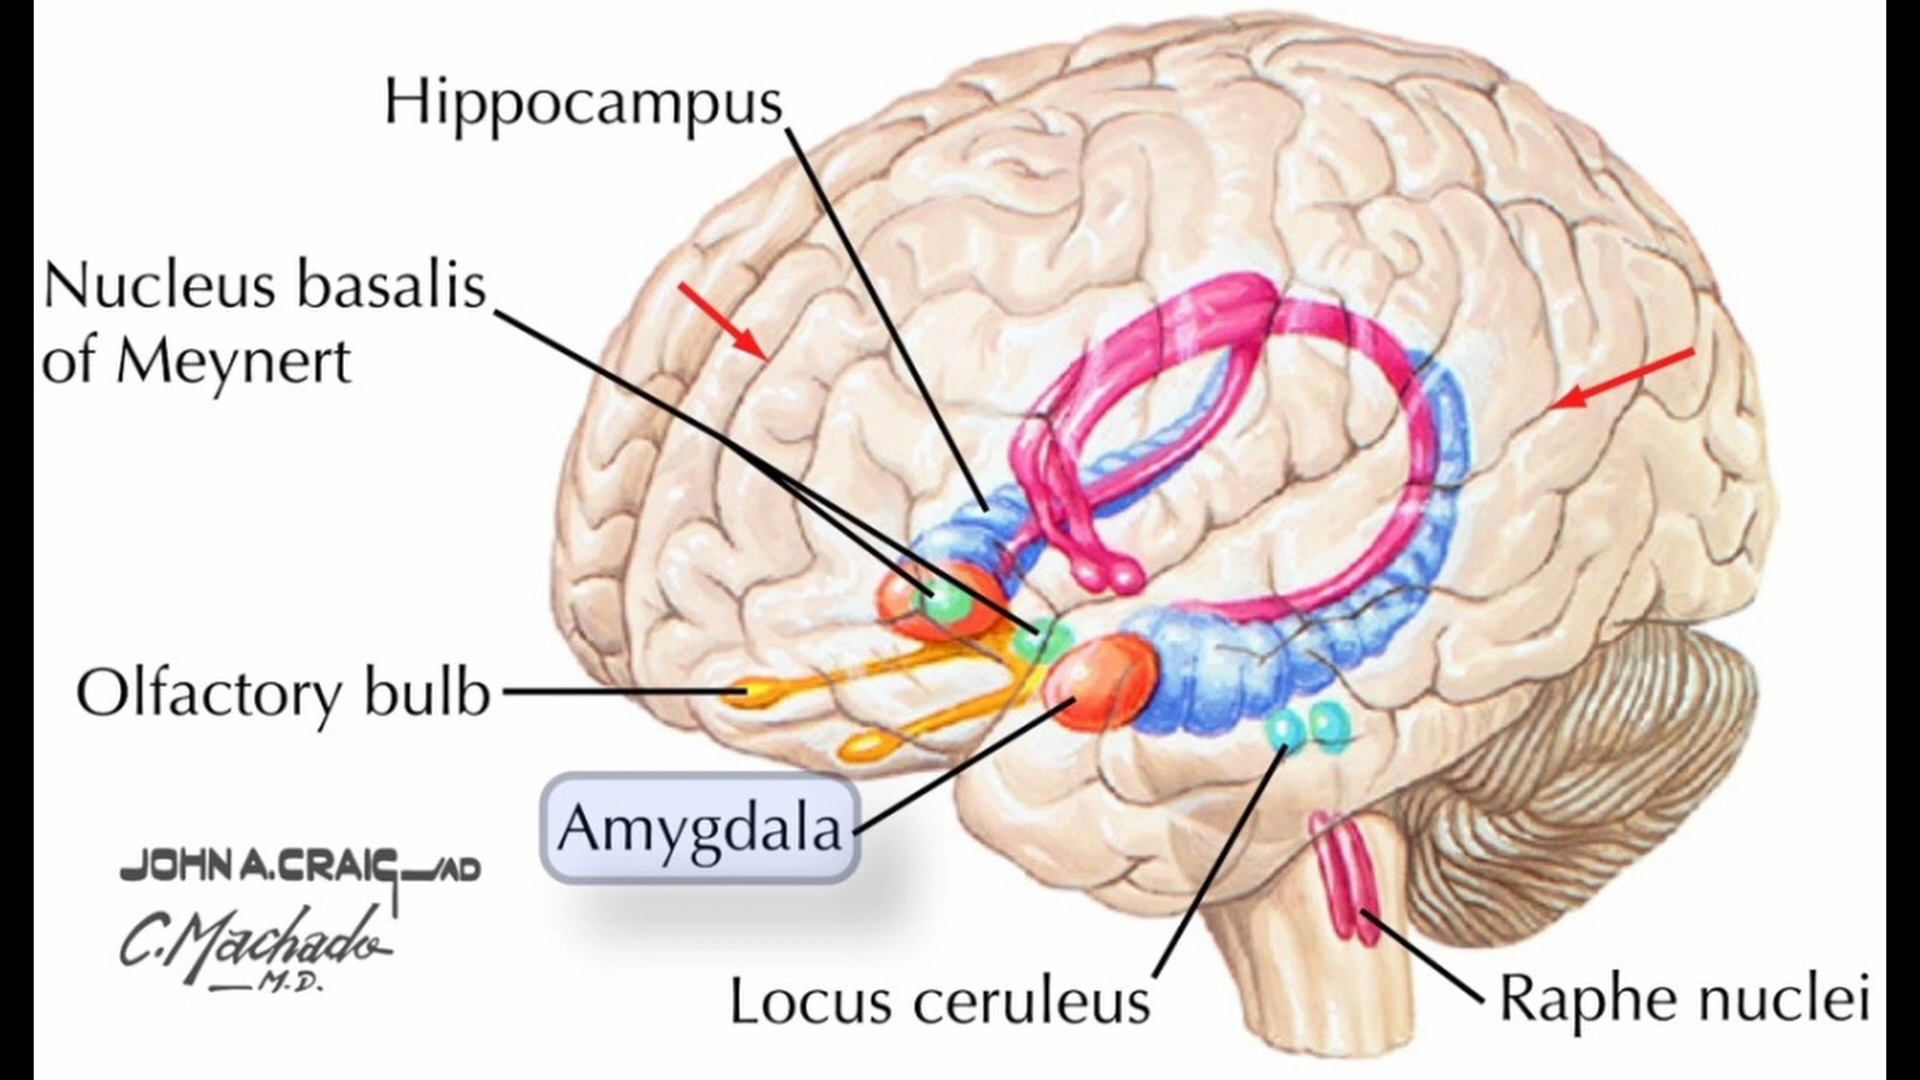 Hippocampus
Nucleus basalis
of Meynert
Olfactory bulb
Amygdala
JOHN A. CRAIG_AD
C. Machado
M.D.
Locus ceruleus
Raphe nuclei